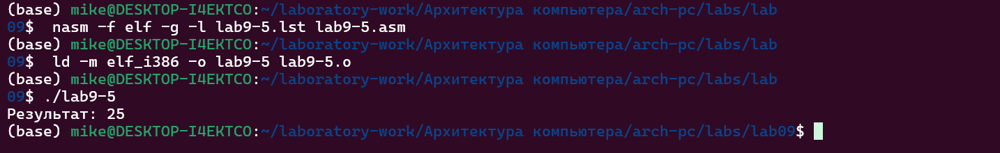 (base) mike@DESKTOP-I4EKTCO:~/laboratory-work/Архитектура компьютера/arch-pc/labs/lab
09$  nasm -f elf -g -l lab9-5.lst lab9-5.asm
(base) mike@DESKTOP-I4EKTCO:~/laboratory-work/Архитектура компьютера/arch-pc/labs/lab
09$  ld -m elf_i386 -o lab9-5 lab9-5.o
(base) mike@DESKTOP-I4EKTCO:~/laboratory-work/Архитектура компьютера/arch-pc/labs/lab
09$ ./lab9-5
Результат: 25
(base) mike@DESKTOP-I4EKTCO:~/laboratory-work/Архитектура компьютера/arch-pc/labs/lab09$